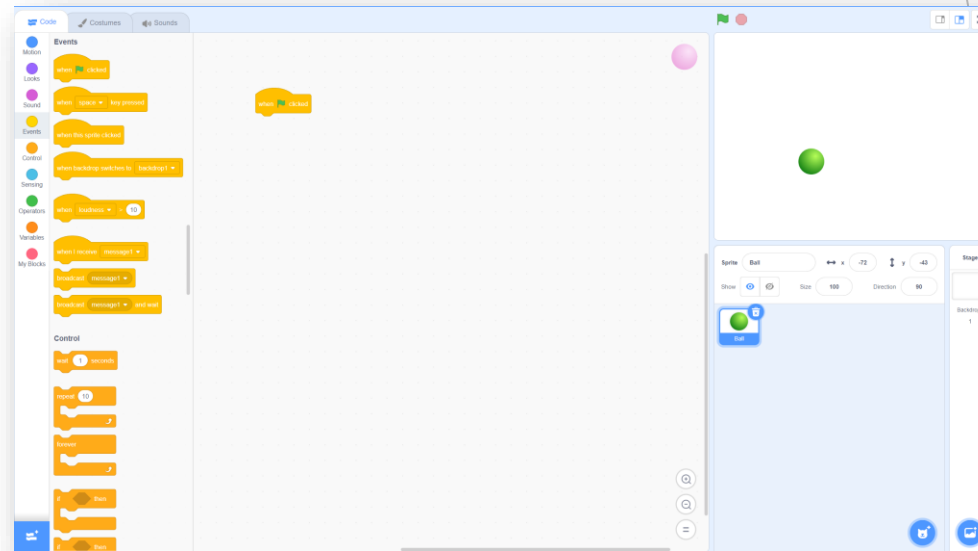 Code Costumes Sounds
Motion
Looks
Sound
Events
Control
Sensing
Operators
Variables
My Blocks
Events
when clicked
when space key pressed
when this sprite clicked
when backdrop switches to backdrop1
when loudness > 10
when I receive message1
broadcast message1
broadcast message1 and wait
Control
wait 1 seconds
repeat 10
forever
if then
if then
when clicked
Sprite Ball x -72 y -43
Show Size 100 Direction 90
Ball
Stage
Backdro
1